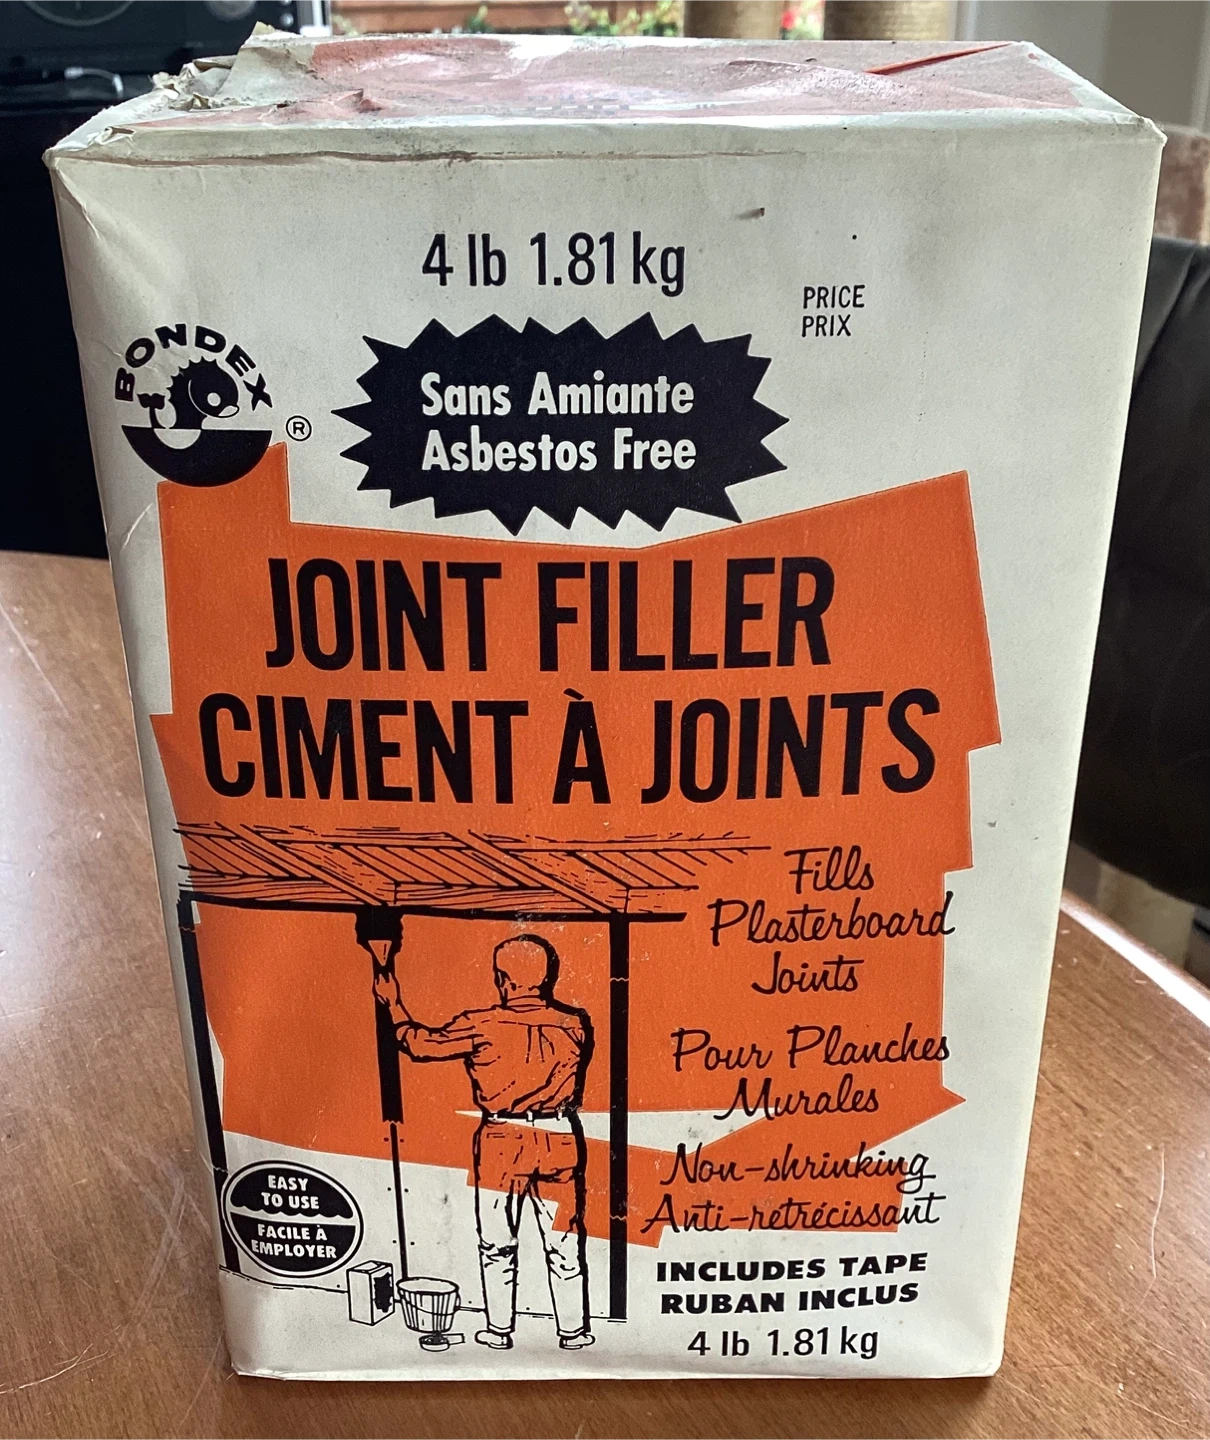 4 lb 1.81 kg
PRICE
PRIX
BONDEX
®
Sans Amiante
Asbestos Free
JOINT FILLER
CIMENT À JOINTS
Fills
Plasterboard
Joints
Pour Planches
Murales
Non-shrinking
Anti-rétrécissant
EASY
TO USE
FACILE À
EMPLOYER
INCLUDES TAPE
RUBAN INCLUS
4 lb 1.81 kg